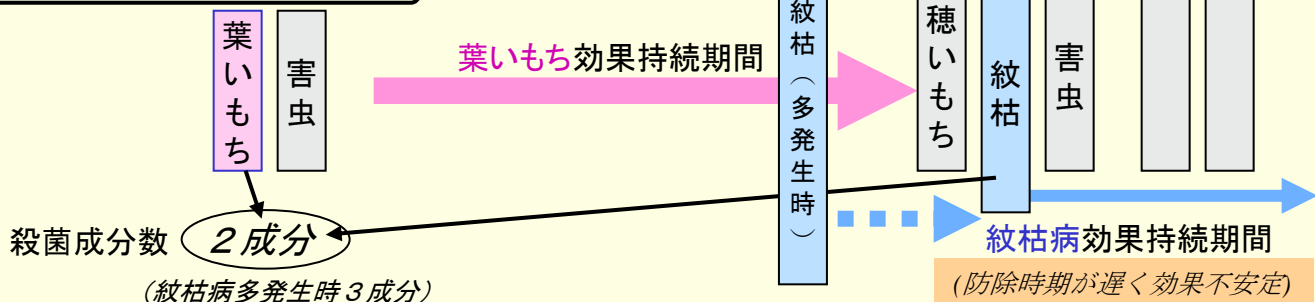 葉いもち
害虫
葉いもち効果持続期間
紋枯（多発生時）
穂いもち
紋枯
害虫
殺菌成分数
２成分
（紋枯病多発生時３成分）
紋枯病効果持続期間
(防除時期が遅く効果不安定)